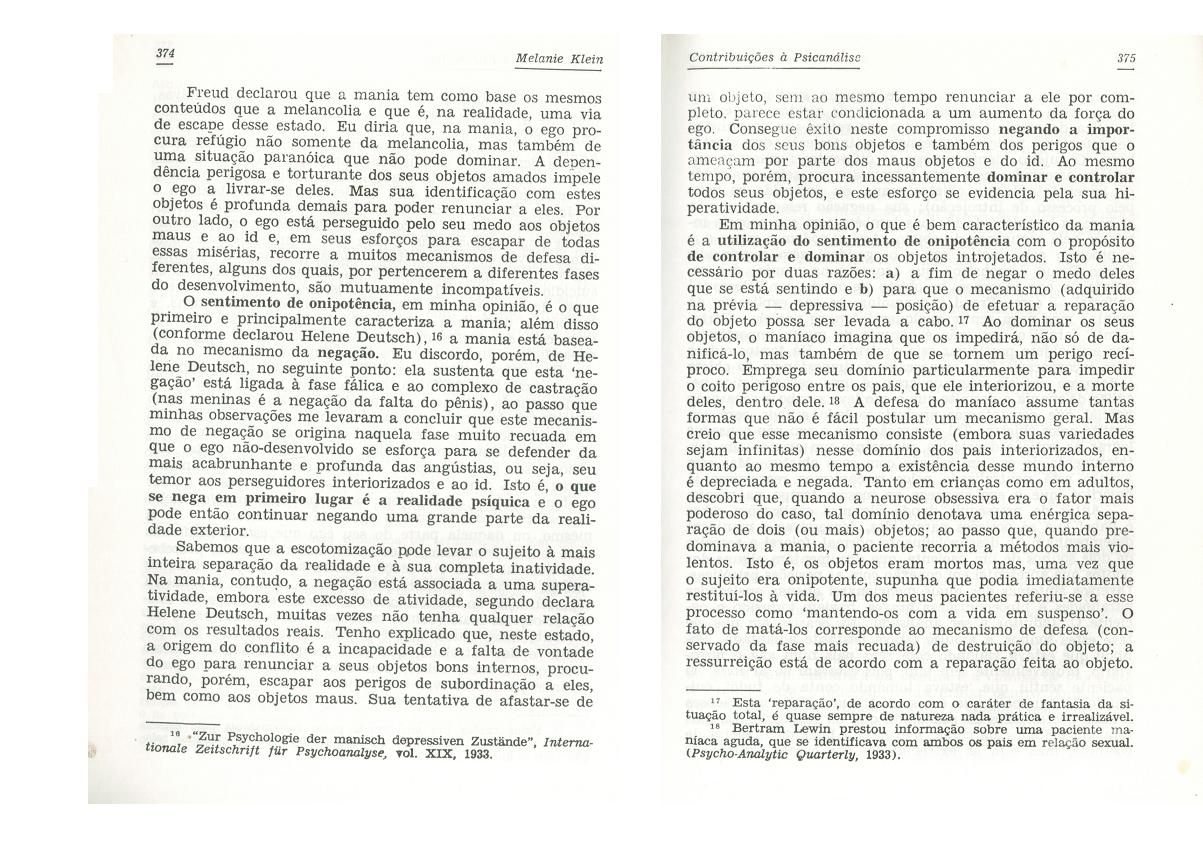 374
Melanie Klein
Freud declarou que a mania tem como base os mesmos
conteúdos que a melancolia e que é, na realidade, uma via
de escape desse estado. Eu diria que, na mania, o ego pro-
cura refúgio não somente da melancolia, mas também de
uma situação paranóica que não pode dominar. A depen-
dência perigosa e torturante dos seus objetos amados impele
o ego a livrar-se deles. Mas sua identificação com estes
objetos é profunda demais para poder renunciar a eles. Por
outro lado, o ego está perseguido pelo seu medo aos objetos
maus e ao id e, em seus esforços para escapar de todas
essas misérias, recorre a muitos mecanismos de defesa di-
ferentes, alguns dos quais, por pertencerem a diferentes fases
do desenvolvimento, são mutuamente incompatíveis.
O sentimento de onipotência, em minha opinião, é o que
primeiro e principalmente caracteriza a mania; além disso
(conforme declarou Helene Deutsch), 16 a mania está basea-
da no mecanismo da negação. Eu discordo, porém, de He-
lene Deutsch, no seguinte ponto: ela sustenta que esta 'ne-
gação' está ligada à fase fálica e ao complexo de castração
(nas meninas é a negação da falta do pênis), ao passo que
minhas observações me levaram a concluir que este mecanis-
mo de negação se origina naquela fase muito recuada em
que o ego não-desenvolvido se esforça para se defender da
mais acabrunhante e profunda das angústias, ou seja, seu
temor aos perseguidores interiorizados e ao id. Isto é, o que
se nega em primeiro lugar é a realidade psíquica e o ego
pode então continuar negando uma grande parte da reali-
dade exterior.
Sabemos que a escotomização pode levar o sujeito à mais
inteira separação da realidade e à sua completa inatividade.
Na mania, contudo, a negação está associada a uma supera-
tividade, embora este excesso de atividade, segundo declara
Helene Deutsch, muitas vezes não tenha qualquer relação
com os resultados reais. Tenho explicado que, neste estado,
a origem do conflito é a incapacidade e a falta de vontade
do ego para renunciar a seus objetos bons internos, procu-
rando, porém, escapar aos perigos de subordinação a eles,
bem como aos objetos maus. Sua tentativa de afastar-se de
16 "Zur Psychologie der manisch depressiven Zustände", Interna-
tionale Zeitschrift für Psychoanalyse, vol. XIX, 1933.
Contribuições à Psicanálise
375
um objeto, sem ao mesmo tempo renunciar a ele por com-
pleto, parece estar condicionada a um aumento da força do
ego. Consegue êxito neste compromisso negando a impor-
tância dos seus bons objetos e também dos perigos que o
ameaçam por parte dos maus objetos e do id. Ao mesmo
tempo, porém, procura incessantemente dominar e controlar
todos seus objetos, e este esforço se evidencia pela sua hi-
peratividade.
Em minha opinião, o que é bem característico da mania
é a utilização do sentimento de onipotência com o propósito
de controlar e dominar os objetos introjetados. Isto é ne-
cessário por duas razões: a) a fim de negar o medo deles
que se está sentindo e b) para que o mecanismo (adquirido
na prévia — depressiva — posição) de efetuar a reparação
do objeto possa ser levada a cabo. 17 Ao dominar os seus
objetos, o maníaco imagina que os impedirá, não só de da-
nificá-lo, mas também de que se tornem um perigo recí-
proco. Emprega seu domínio particularmente para impedir
o coito perigoso entre os pais, que ele interiorizou, e a morte
deles, dentro dele. 18 A defesa do maníaco assume tantas
formas que não é fácil postular um mecanismo geral. Mas
creio que esse mecanismo consiste (embora suas variedades
sejam infinitas) nesse domínio dos pais interiorizados, en-
quanto ao mesmo tempo a existência desse mundo interno
é depreciada e negada. Tanto em crianças como em adultos,
descobri que, quando a neurose obsessiva era o fator mais
poderoso do caso, tal domínio denotava uma enérgica sepa-
ração de dois (ou mais) objetos; ao passo que, quando pre-
dominava a mania, o paciente recorria a métodos mais vio-
lentos. Isto é, os objetos eram mortos mas, uma vez que
o sujeito era onipotente, supunha que podia imediatamente
restituí-los à vida. Um dos meus pacientes referiu-se a esse
processo como 'mantendo-os com a vida em suspenso'. O
fato de matá-los corresponde ao mecanismo de defesa (con-
servado da fase mais recuada) de destruição do objeto; a
ressurreição está de acordo com a reparação feita ao objeto.
17 Esta 'reparação', de acordo com o caráter de fantasia da si-
tuação total, é quase sempre de natureza nada prática e irrealizável.
18 Bertram Lewin prestou informação sobre uma paciente ma-
níaca aguda, que se identificava com ambos os pais em relação sexual.
(Psycho-Analytic Quarterly, 1933).